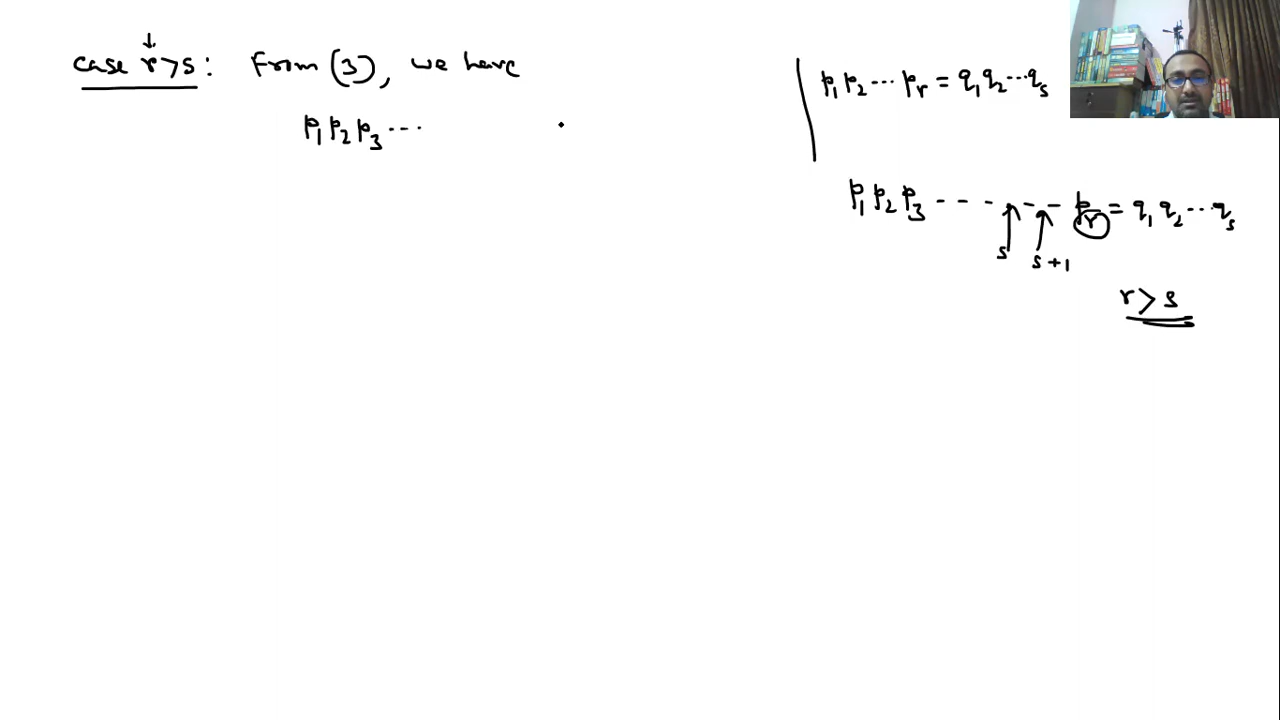 case r>s: From (3), we have
p₁p₂p₃...
p₁p₂...pᵣ = q₁q₂...qₛ
p₁p₂p₃ - - - - - - pᵣ = q₁q₂...qₛ
s
s+1
r>s